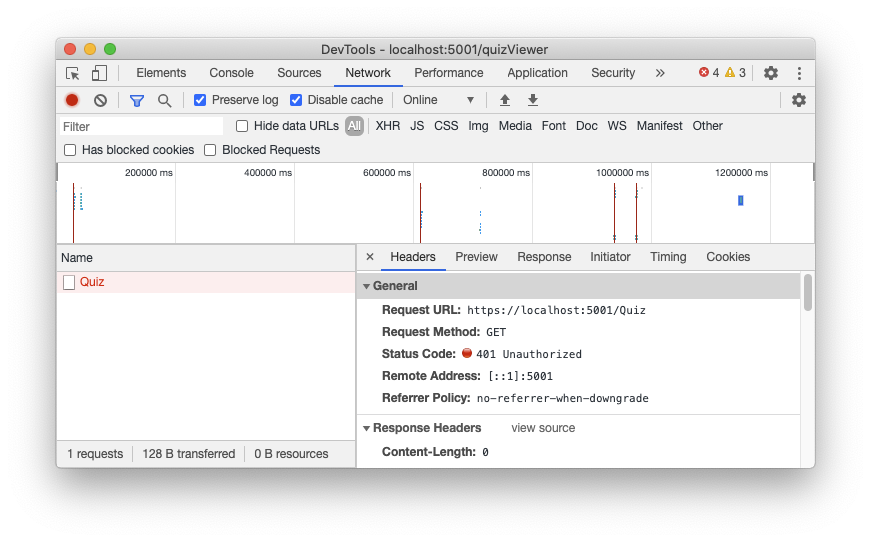 DevTools - localhost:5001/quizViewer
Elements Console Sources Network Performance Application Security » 4 3
Preserve log Disable cache Online ▼
Filter Hide data URLs All XHR JS CSS Img Media Font Doc WS Manifest Other
Has blocked cookies Blocked Requests
200000 ms 400000 ms 600000 ms 800000 ms 1000000 ms 1200000 ms
Name
Quiz
1 requests 128 B transferred 0 B resources
× Headers Preview Response Initiator Timing Cookies
▼General
Request URL: https://localhost:5001/Quiz
Request Method: GET
Status Code: 401 Unauthorized
Remote Address: [::1]:5001
Referrer Policy: no-referrer-when-downgrade
▼Response Headers view source
Content-Length: 0